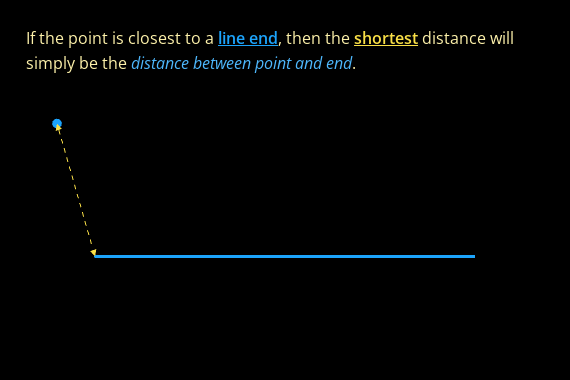 If the point is closest to a line end, then the shortest distance will
simply be the distance between point and end.